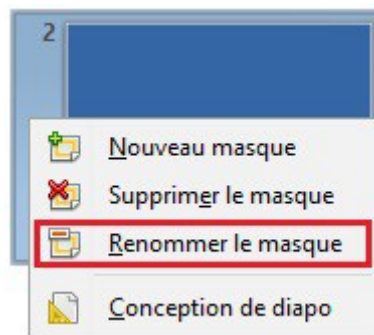 2
Nouveau masque
Supprimer le masque
Renommer le masque
Conception de diapo